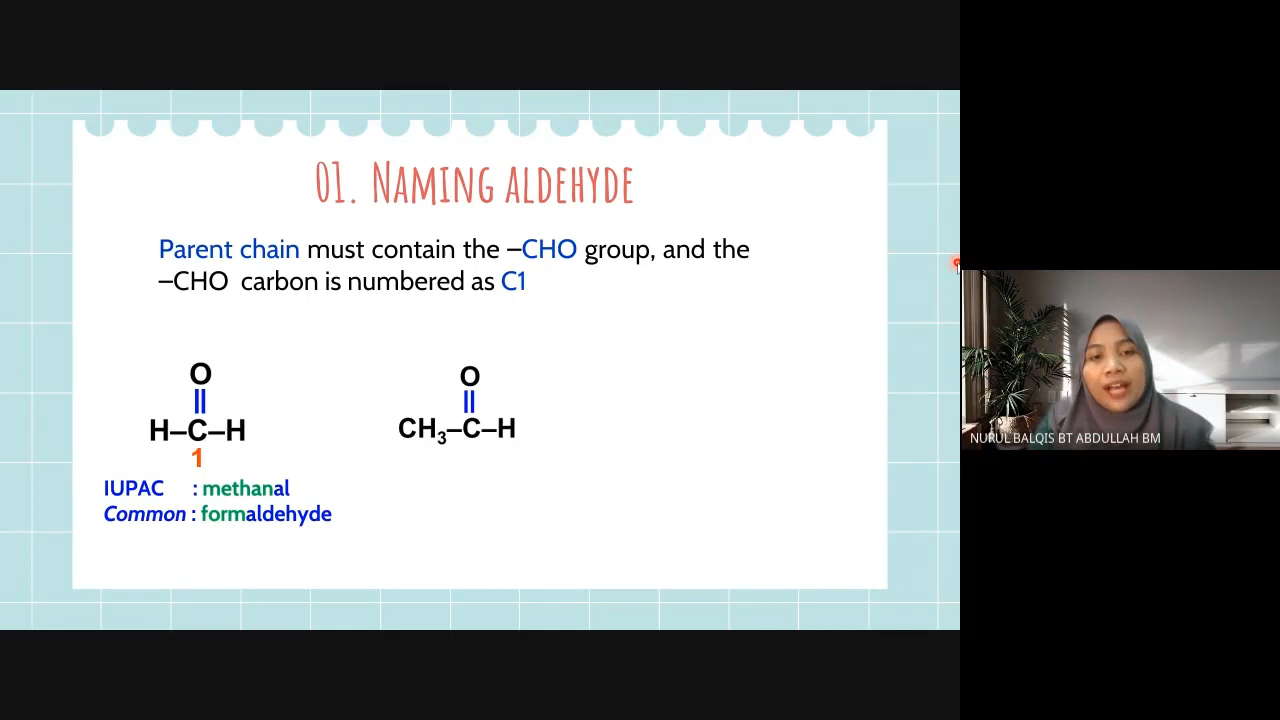 01. NAMING ALDEHYDE
Parent chain must contain the –CHO group, and the
–CHO carbon is numbered as C1
O
H–C–H
1
IUPAC : methanal
Common : formaldehyde
O
CH₃–C–H
NURUL BALQIS BT ABDULLAH BM